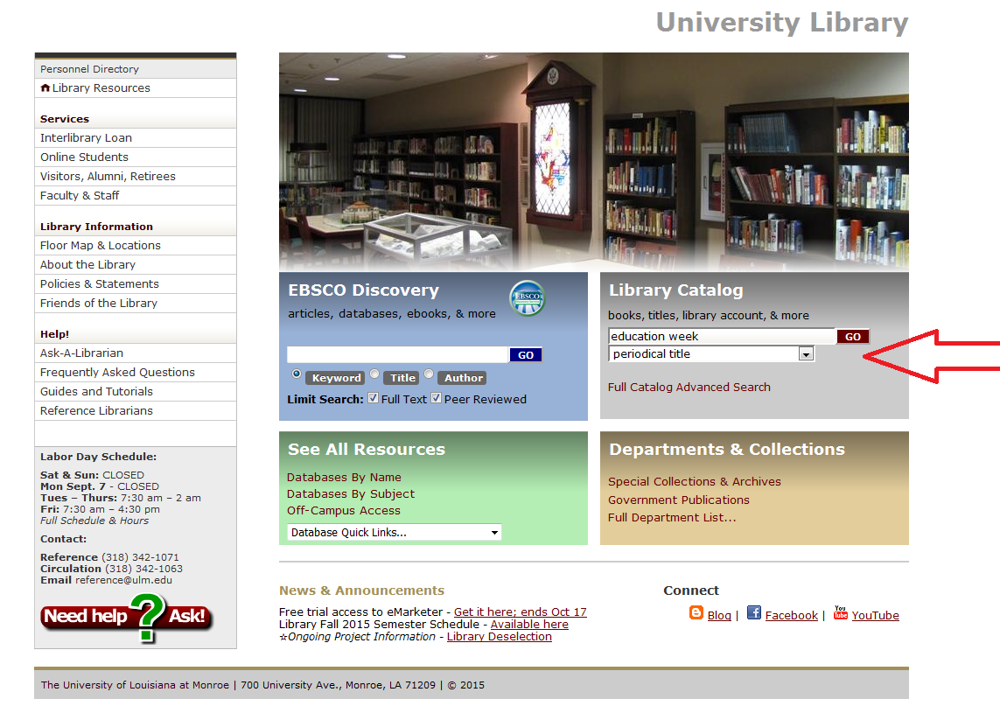 University Library
Personnel Directory
Library Resources
Services
Interlibrary Loan
Online Students
Visitors, Alumni, Retirees
Faculty & Staff
Library Information
Floor Map & Locations
About the Library
Policies & Statements
Friends of the Library
Help!
Ask-A-Librarian
Frequently Asked Questions
Guides and Tutorials
Reference Librarians
Labor Day Schedule:
Sat & Sun: CLOSED
Mon Sept. 7 - CLOSED
Tues – Thurs: 7:30 am – 2 am
Fri: 7:30 am – 4:30 pm
Full Schedule & Hours
Contact:
Reference (318) 342-1071
Circulation (318) 342-1063
Email reference@ulm.edu
Need help ? Ask!
EBSCO Discovery
EBSCO
articles, databases, ebooks, & more
GO
Keyword Title Author
Limit Search: Full Text Peer Reviewed
Library Catalog
books, titles, library account, & more
education week GO
periodical title
Full Catalog Advanced Search
See All Resources
Databases By Name
Databases By Subject
Off-Campus Access
Database Quick Links...
Departments & Collections
Special Collections & Archives
Government Publications
Full Department List...
News & Announcements
Free trial access to eMarketer - Get it here; ends Oct 17
Library Fall 2015 Semester Schedule - Available here
☆Ongoing Project Information - Library Deselection
Connect
Blog | Facebook | You Tube YouTube
The University of Louisiana at Monroe | 700 University Ave., Monroe, LA 71209 | © 2015